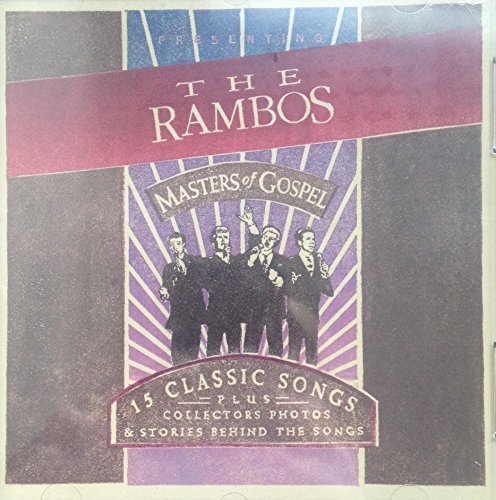 PRESENTING
THE
RAMBOS
MASTERS of GOSPEL
15 CLASSIC SONGS
PLUS
COLLECTORS PHOTOS
& STORIES BEHIND THE SONGS